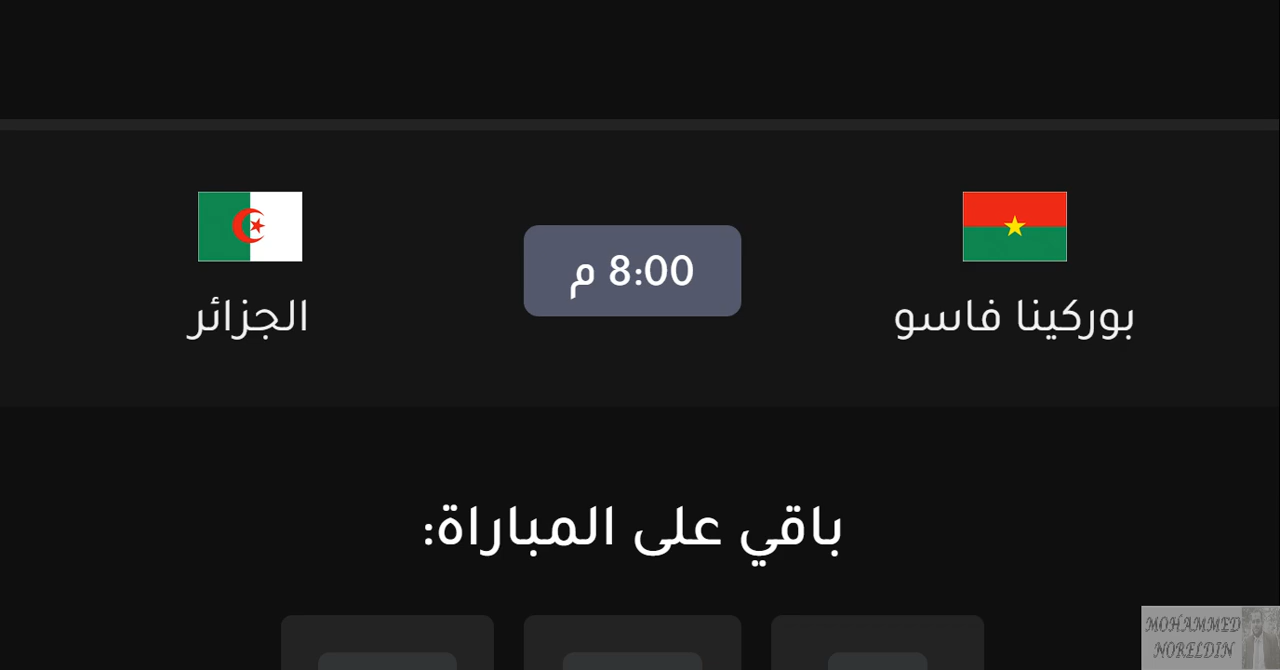 بوركينا فاسو
8:00 م
الجزائر
باقي على المباراة:
MOHAMMED
NORELDIN